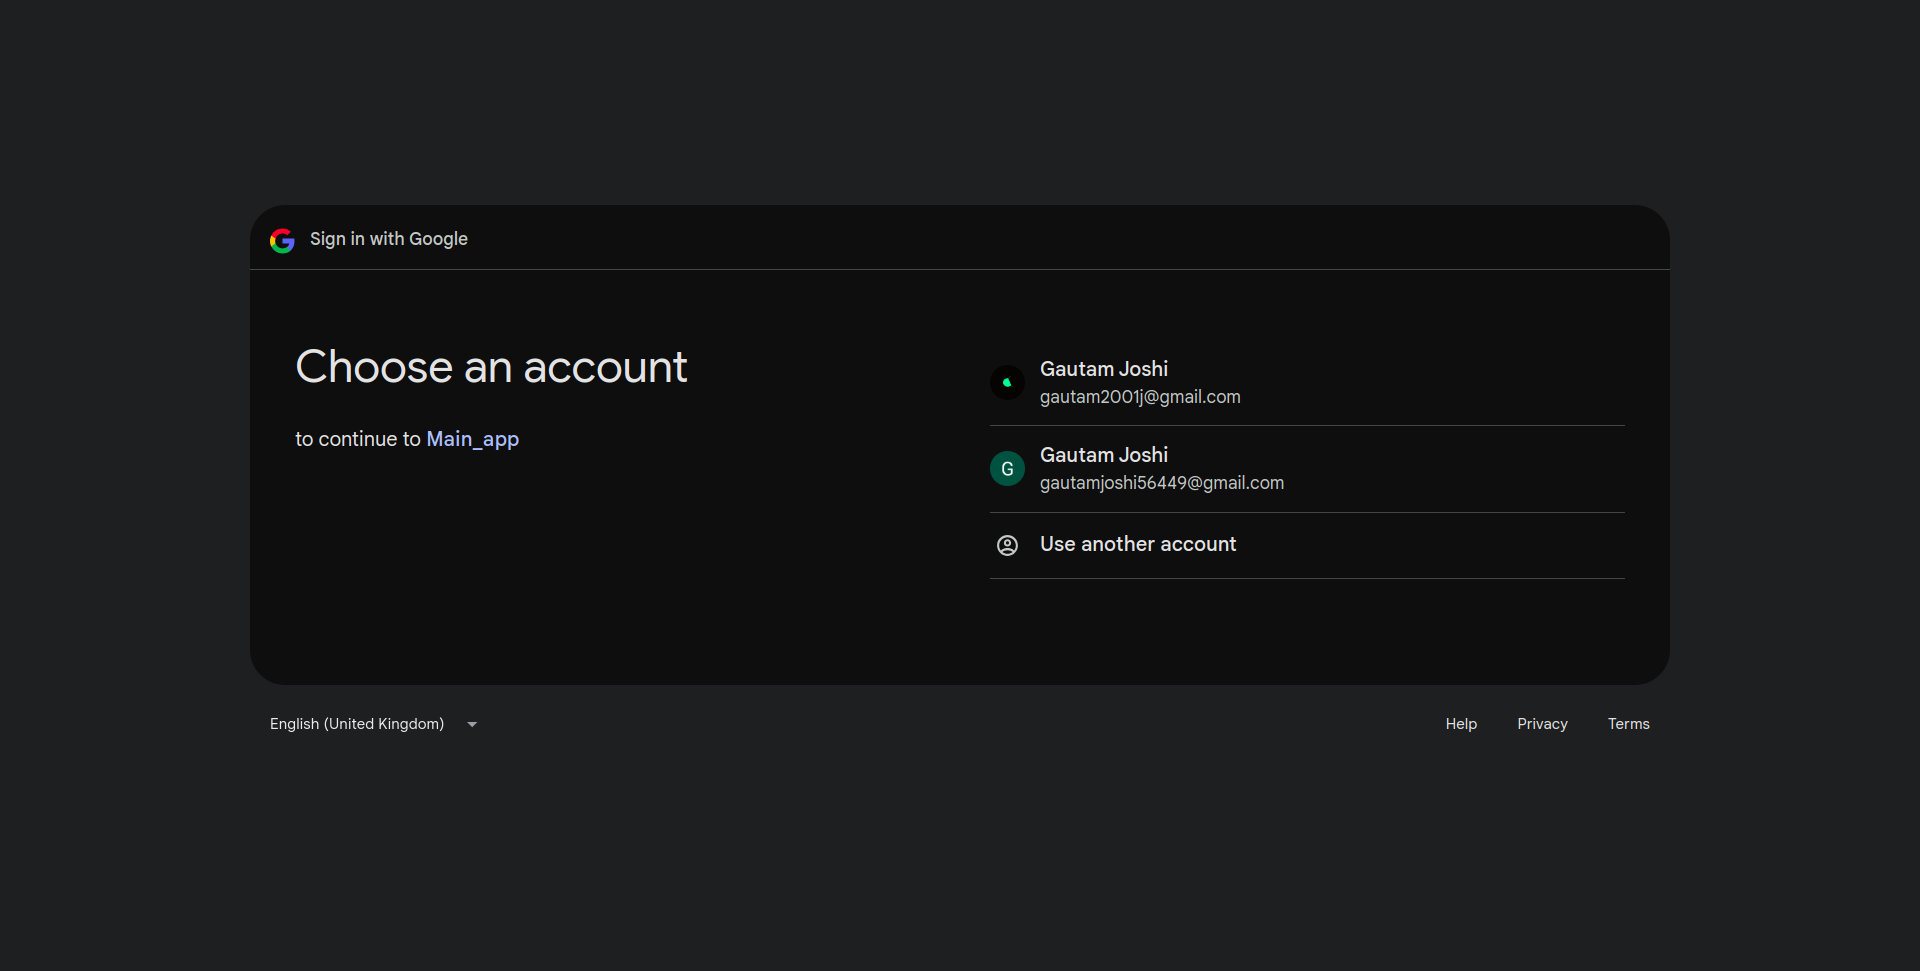 Sign in with Google
Choose an account
to continue to Main_app
Gautam Joshi
gautam2001j@gmail.com
G
Gautam Joshi
gautamjoshi56449@gmail.com
Use another account
English (United Kingdom)
Help
Privacy
Terms